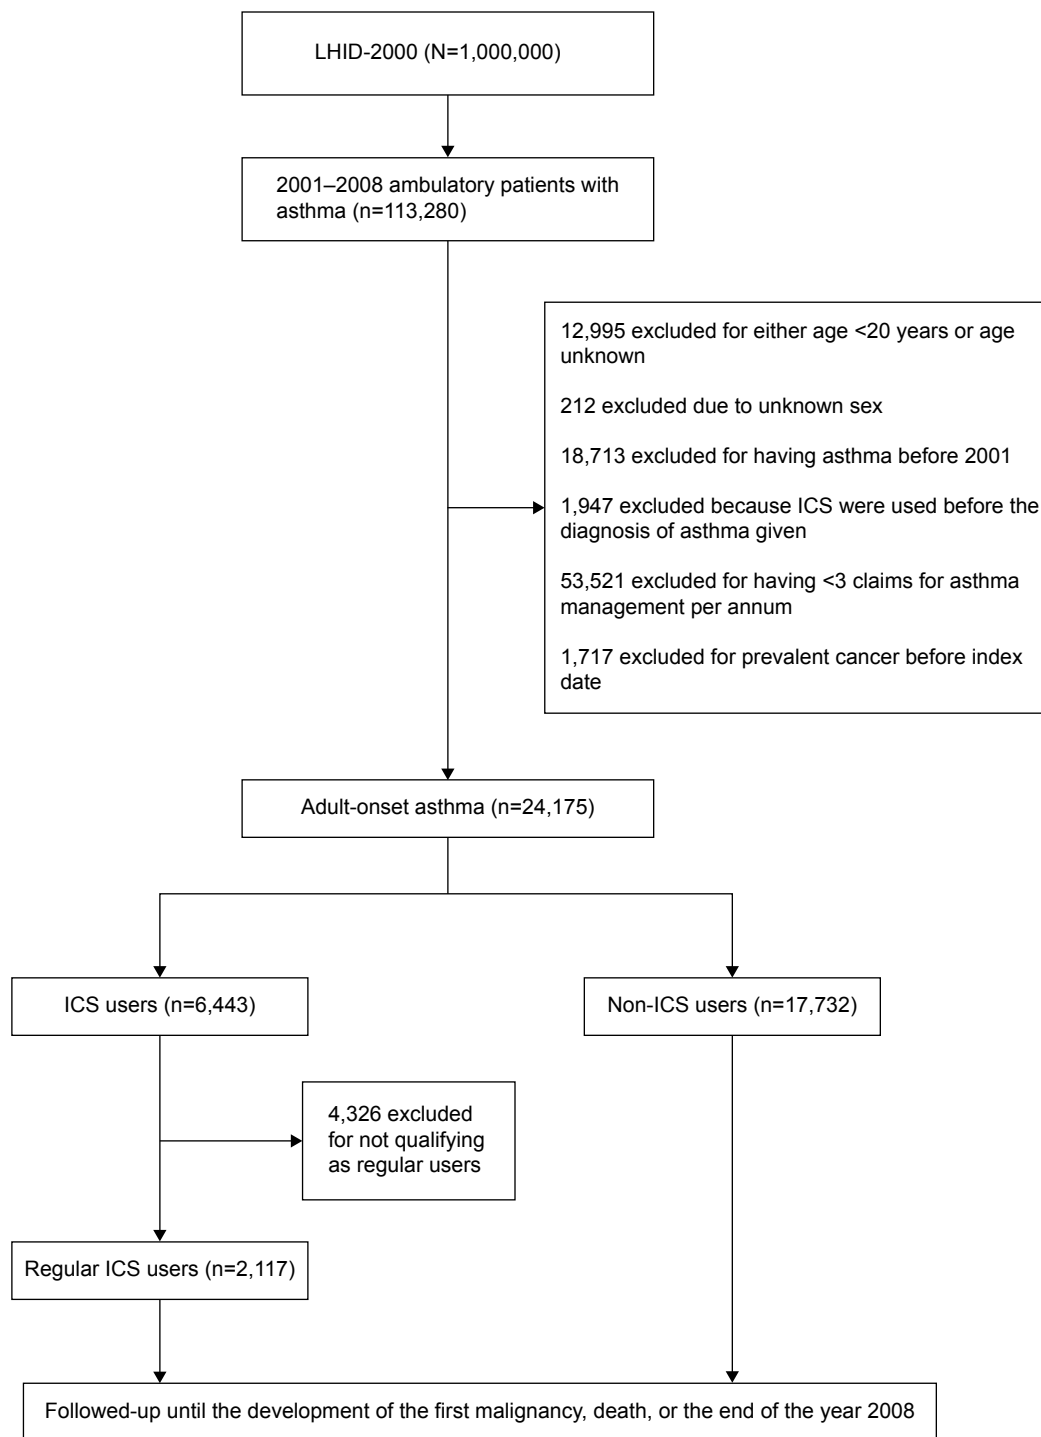 LHID-2000 (N=1,000,000)
2001–2008 ambulatory patients with
asthma (n=113,280)
12,995 excluded for either age <20 years or age
unknown
212 excluded due to unknown sex
18,713 excluded for having asthma before 2001
1,947 excluded because ICS were used before the
diagnosis of asthma given
53,521 excluded for having <3 claims for asthma
management per annum
1,717 excluded for prevalent cancer before index
date
Adult-onset asthma (n=24,175)
ICS users (n=6,443)
Non-ICS users (n=17,732)
4,326 excluded
for not qualifying
as regular users
Regular ICS users (n=2,117)
Followed-up until the development of the first malignancy, death, or the end of the year 2008